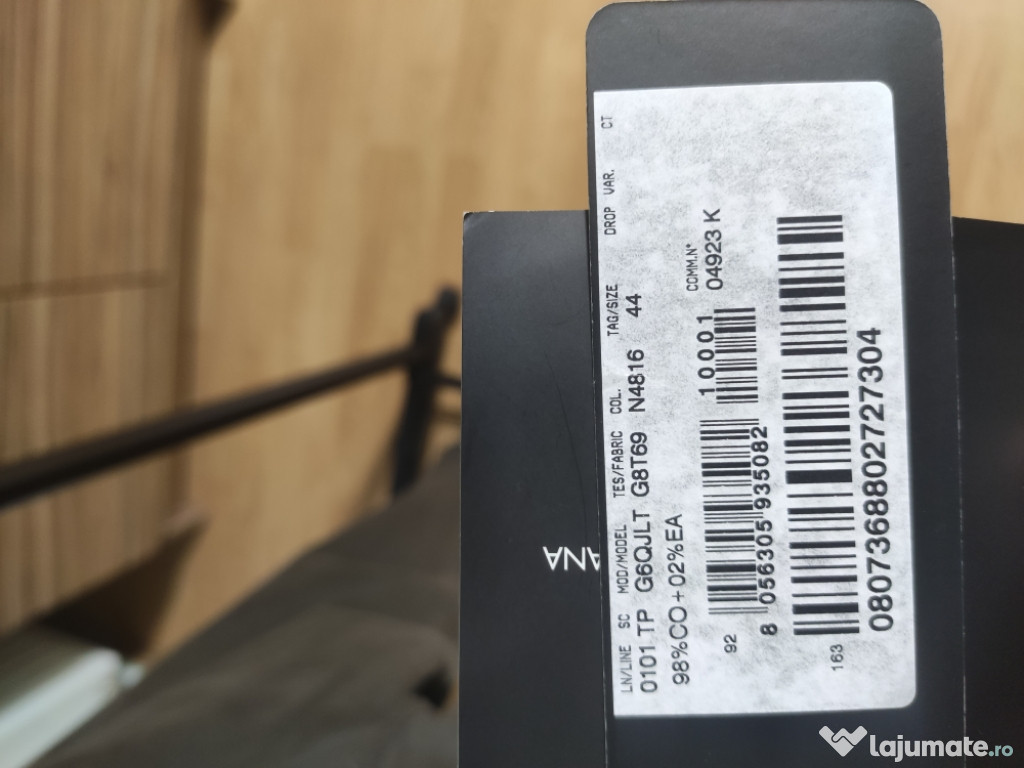 LN/LINE SC MOD/MODEL TES/FABRIC COL. TAG/SIZE DROP VAR. CT
0101 TP G6QJLT G8T69 N4816 44
98%CO+02%EA COMM.N° 04923 K
10001
92
8 056305 935082
163
0807368802727304
ANA
lajumate.ro